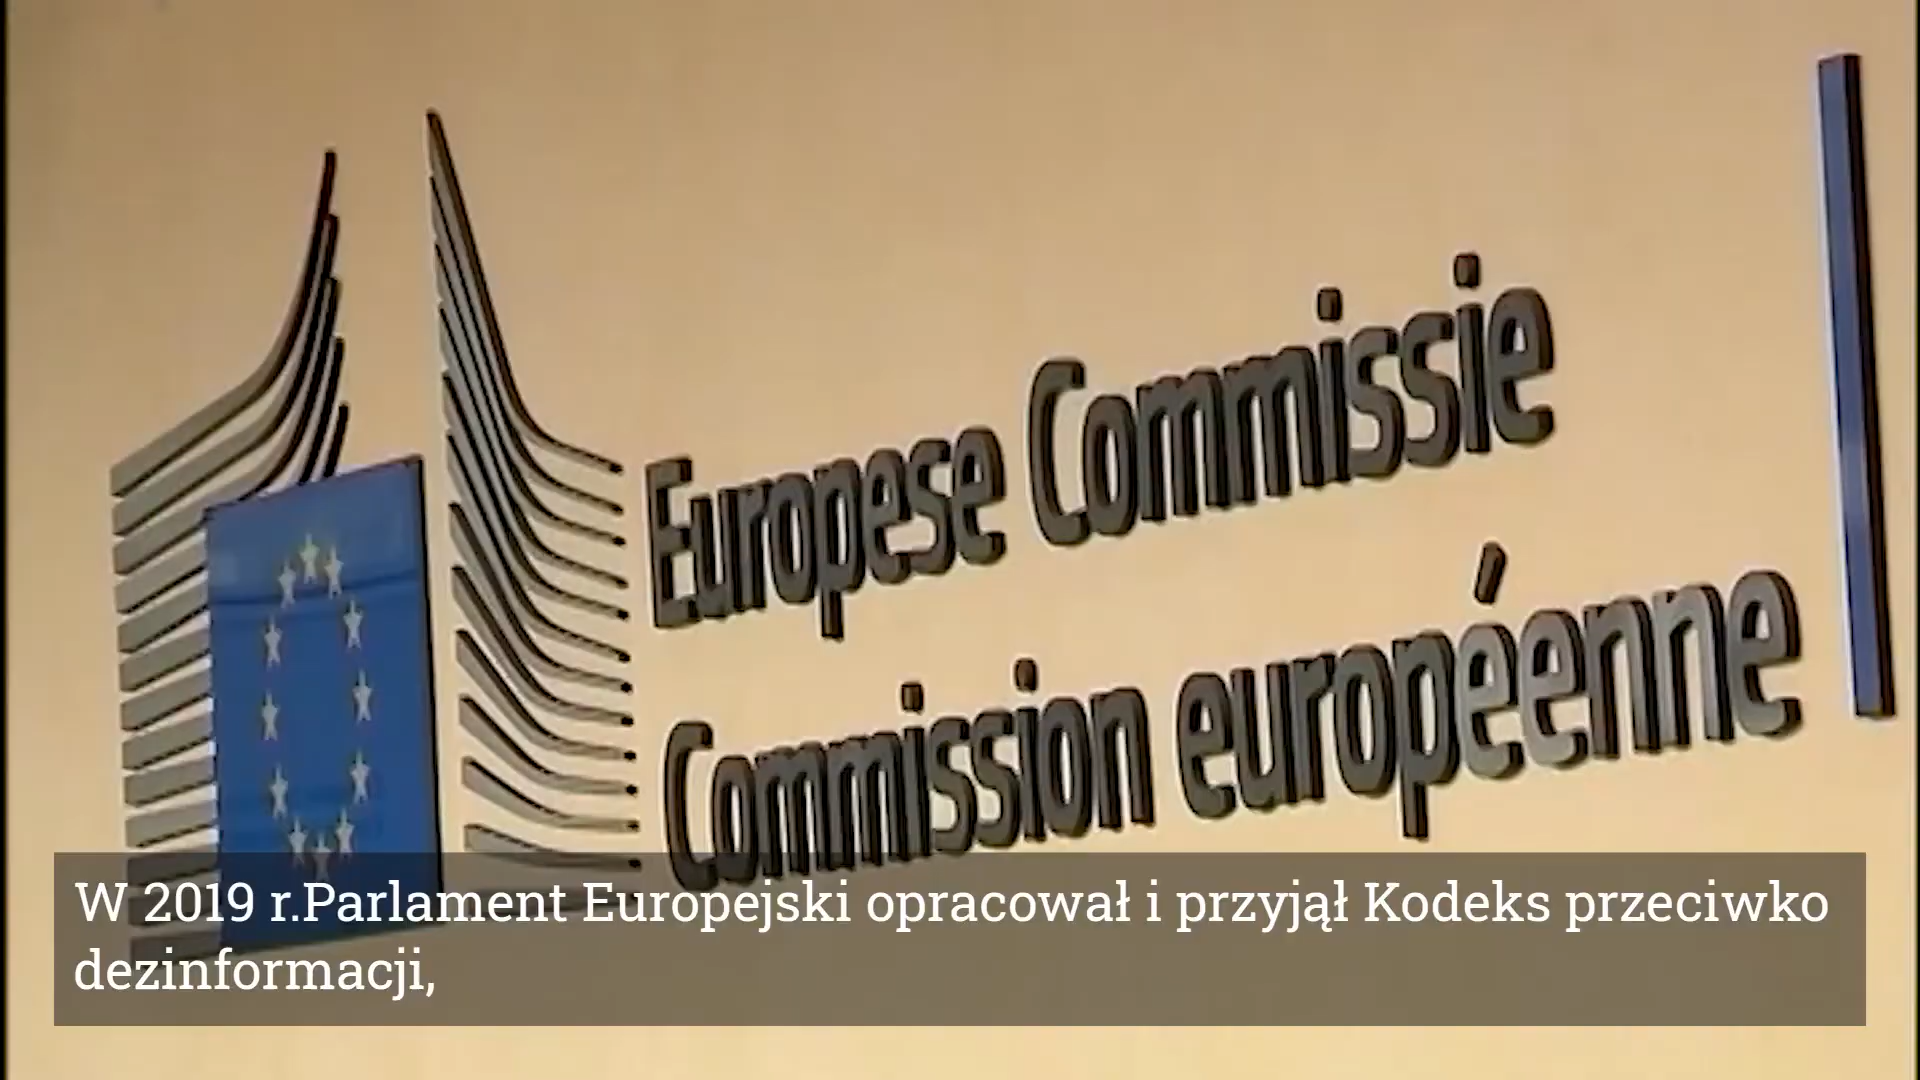 Europese Commissie
Commission européenne
W 2019 r.Parlament Europejski opracował i przyjął Kodeks przeciwko
dezinformacji,